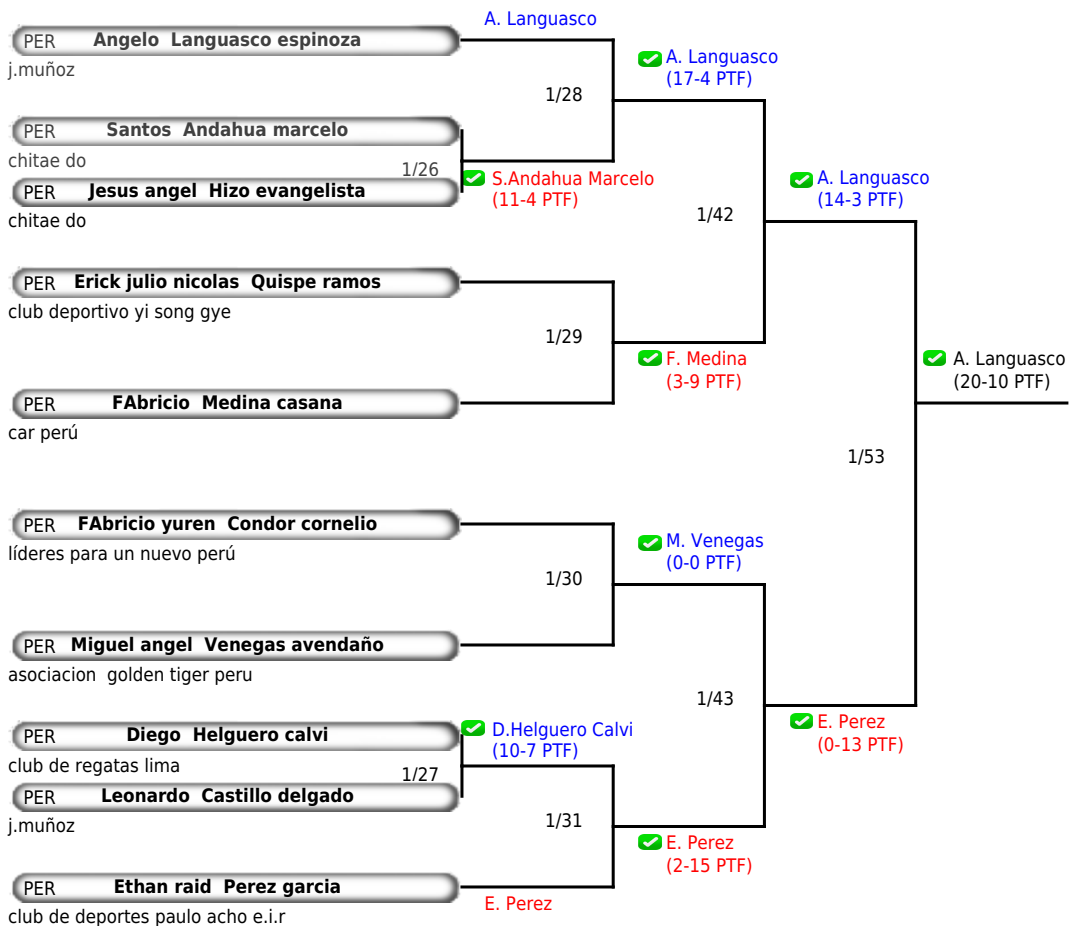 A. Languasco
PER Angelo Languasco espinoza
j.muñoz
A. Languasco
(17-4 PTF)
1/28
PER Santos Andahua marcelo
chitae do
1/26
S.Andahua Marcelo
(11-4 PTF)
PER Jesus angel Hizo evangelista
chitae do
A. Languasco
(14-3 PTF)
1/42
PER Erick julio nicolas Quispe ramos
club deportivo yi song gye
1/29
F. Medina
(3-9 PTF)
A. Languasco
(20-10 PTF)
PER FAbricio Medina casana
car perú
1/53
PER FAbricio yuren Condor cornelio
líderes para un nuevo perú
M. Venegas
(0-0 PTF)
1/30
PER Miguel angel Venegas avendaño
asociacion golden tiger peru
1/43
E. Perez
(0-13 PTF)
PER Diego Helguero calvi
club de regatas lima
D.Helguero Calvi
(10-7 PTF)
1/27
PER Leonardo Castillo delgado
j.muñoz
1/31
E. Perez
(2-15 PTF)
PER Ethan raid Perez garcia
club de deportes paulo acho e.i.r
E. Perez